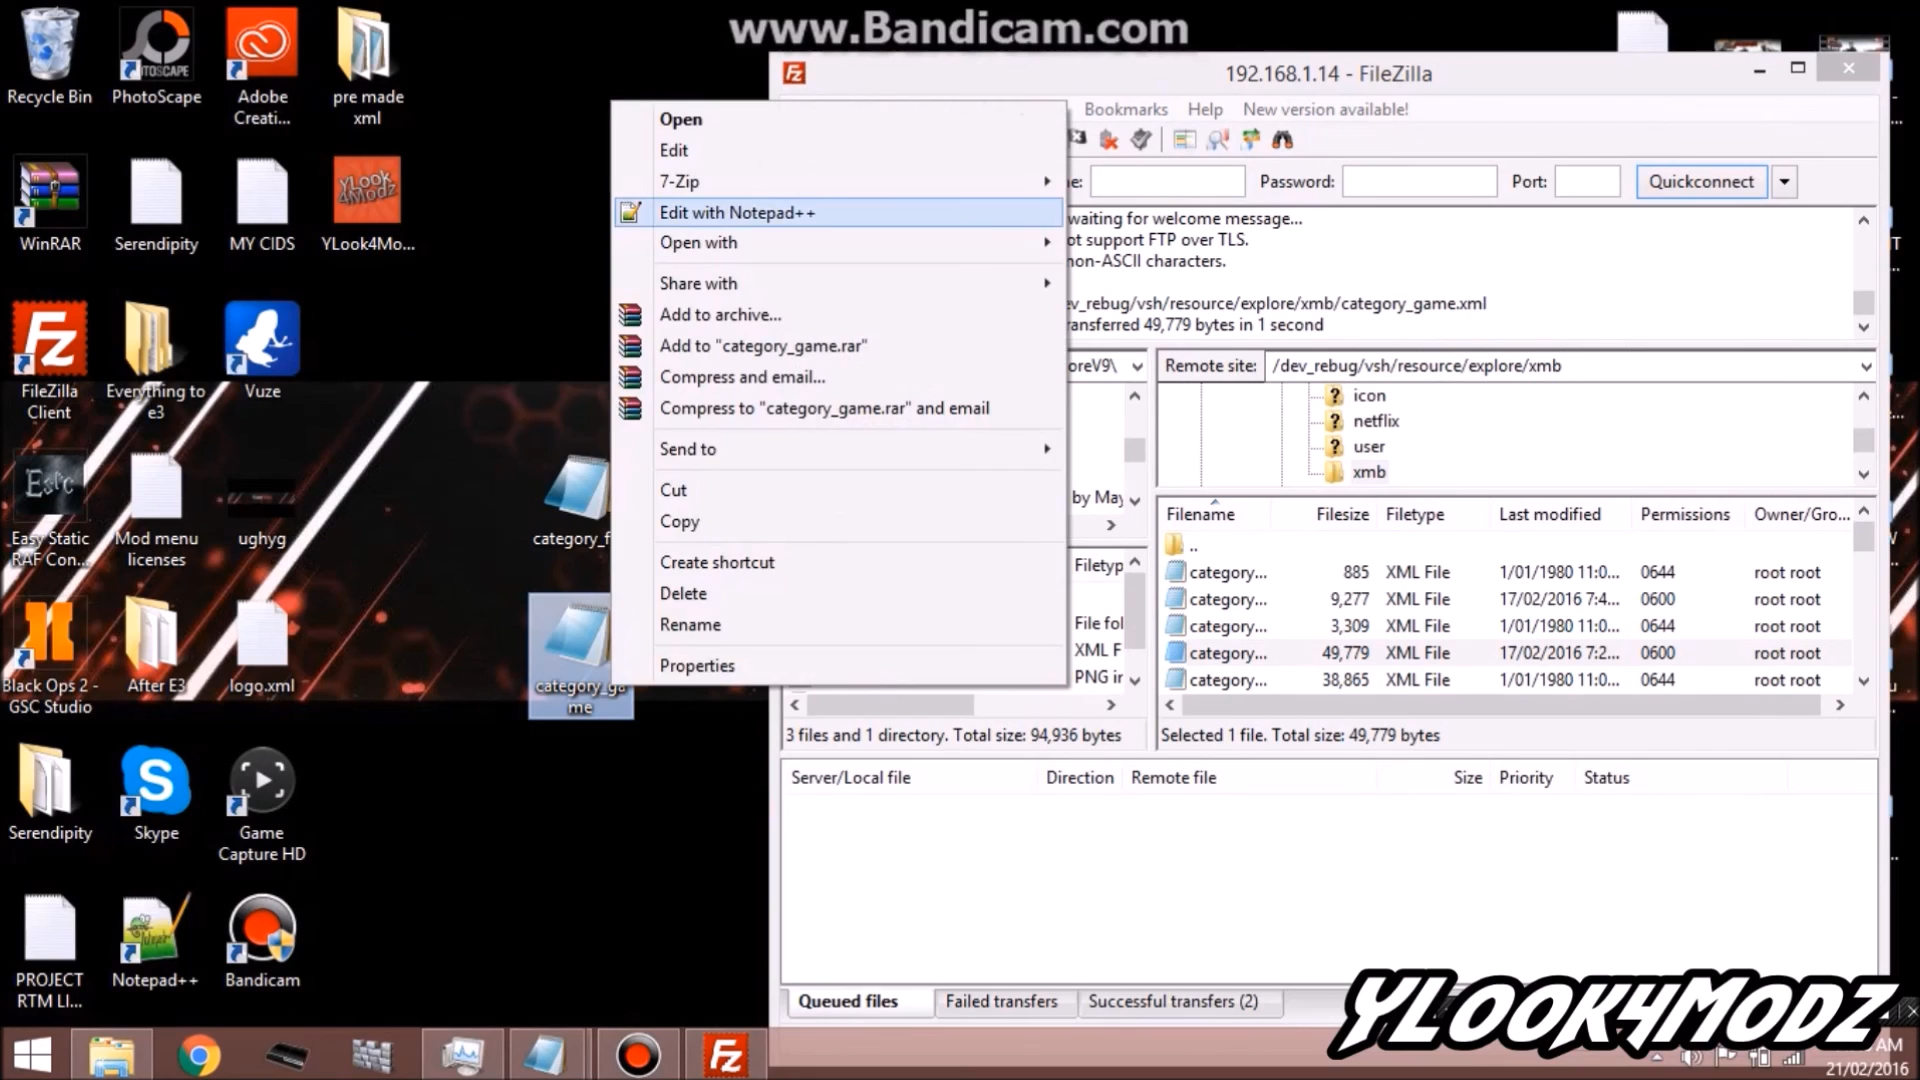 www.Bandicam.com
Recycle Bin
PhotoScape
Adobe
Creati...
pre made
xml
WinRAR
Serendipity
MY CIDS
YLook4Mo...
YLook
4Modz
FileZilla
Client
Everything to
e3
Vuze
Easy Static
RAF Con...
Mod menu
licenses
ughyg
Black Ops 2 -
GSC Studio
After E3
logo.xml
Serendipity
Skype
Game
Capture HD
PROJECT
RTM LI...
Notepad++
Bandicam
category_f
category_ga
me
Open
Edit
7-Zip
Edit with Notepad++
Open with
Share with
Add to archive...
Add to "category_game.rar"
Compress and email...
Compress to "category_game.rar" and email
Send to
Cut
Copy
Create shortcut
Delete
Rename
Properties
192.168.1.14 - FileZilla
Bookmarks Help New version available!
Password: Port: Quickconnect
waiting for welcome message...
ot support FTP over TLS.
non-ASCII characters.
ev_rebug/vsh/resource/explore/xmb/category_game.xml
ransferred 49,779 bytes in 1 second
oreV9\
Remote site: /dev_rebug/vsh/resource/explore/xmb
icon
netflix
user
xmb
by May
Filetyp
File fol
XML F
PNG in
Filename Filesize Filetype Last modified Permissions Owner/Gro...
..
category... 885 XML File 1/01/1980 11:0... 0644 root root
category... 9,277 XML File 17/02/2016 7:4... 0600 root root
category... 3,309 XML File 1/01/1980 11:0... 0644 root root
category... 49,779 XML File 17/02/2016 7:2... 0600 root root
category... 38,865 XML File 1/01/1980 11:0... 0644 root root
3 files and 1 directory. Total size: 94,936 bytes
Selected 1 file. Total size: 49,779 bytes
Server/Local file Direction Remote file Size Priority Status
Queued files Failed transfers Successful transfers (2)
YLOOK4MODZ
AM
21/02/2016